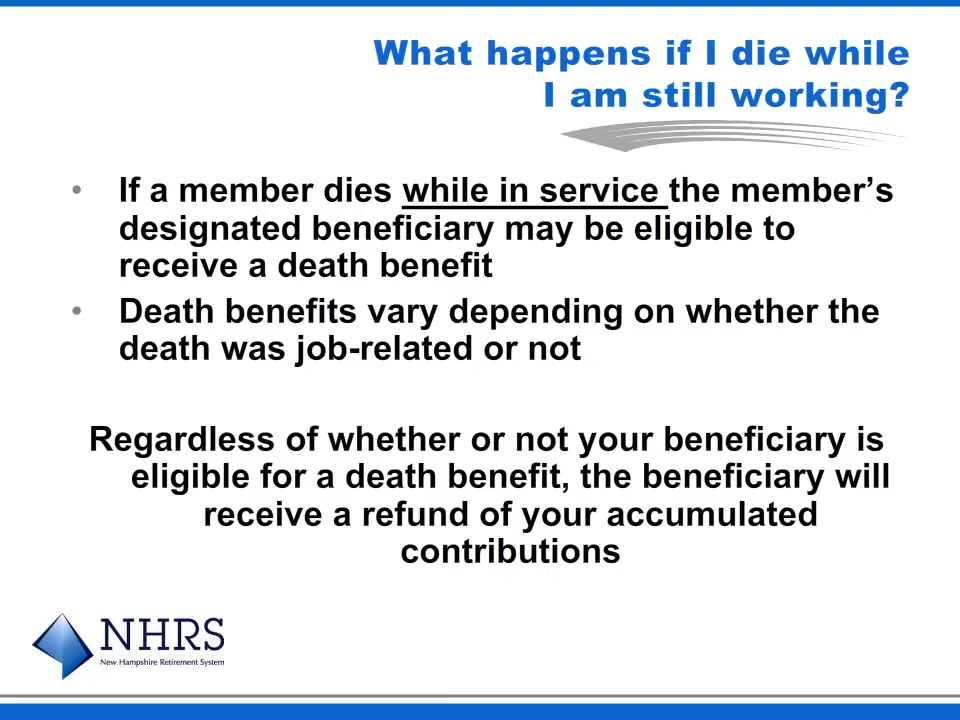 What happens if I die while
I am still working?
• If a member dies while in service the member’s
designated beneficiary may be eligible to
receive a death benefit
• Death benefits vary depending on whether the
death was job-related or not
Regardless of whether or not your beneficiary is
eligible for a death benefit, the beneficiary will
receive a refund of your accumulated
contributions
NHRS
New Hampshire Retirement System